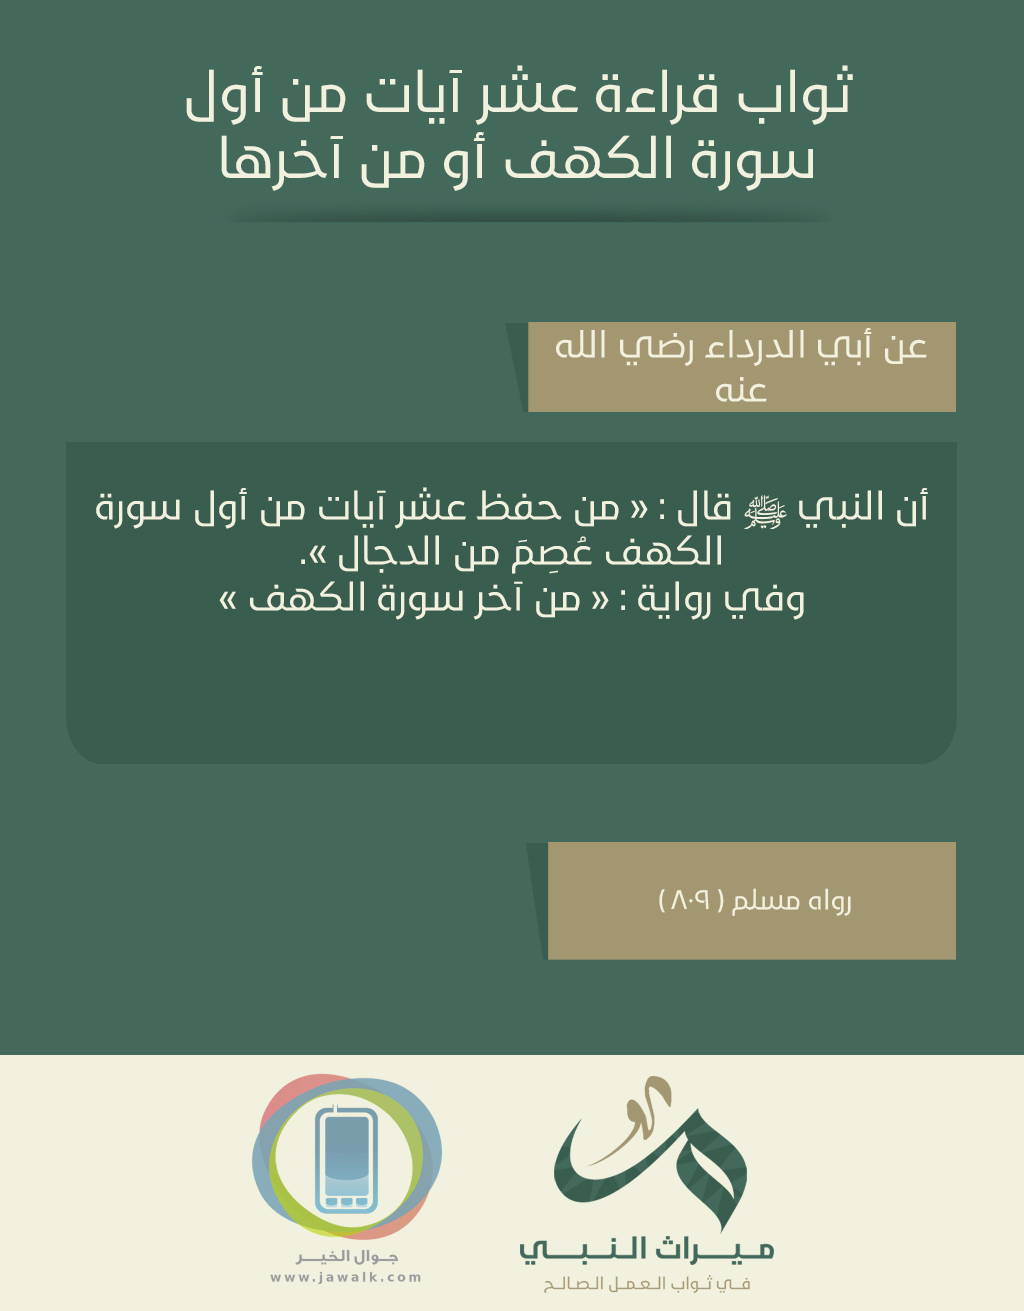 ثواب قراءة عشر آيات من أول
سورة الكهف أو من آخرها
عن أبي الدرداء رضي الله
عنه
أن النبي ﷺ قال : « من حفظ عشر آيات من أول سورة
الكهف عُصِمَ من الدجال ».
وفي رواية : « من آخر سورة الكهف »
رواه مسلم ( ٨٠٩ )
ميراث النبي
في ثواب العمل الصالح
جوال الخير
www.jawalk.com